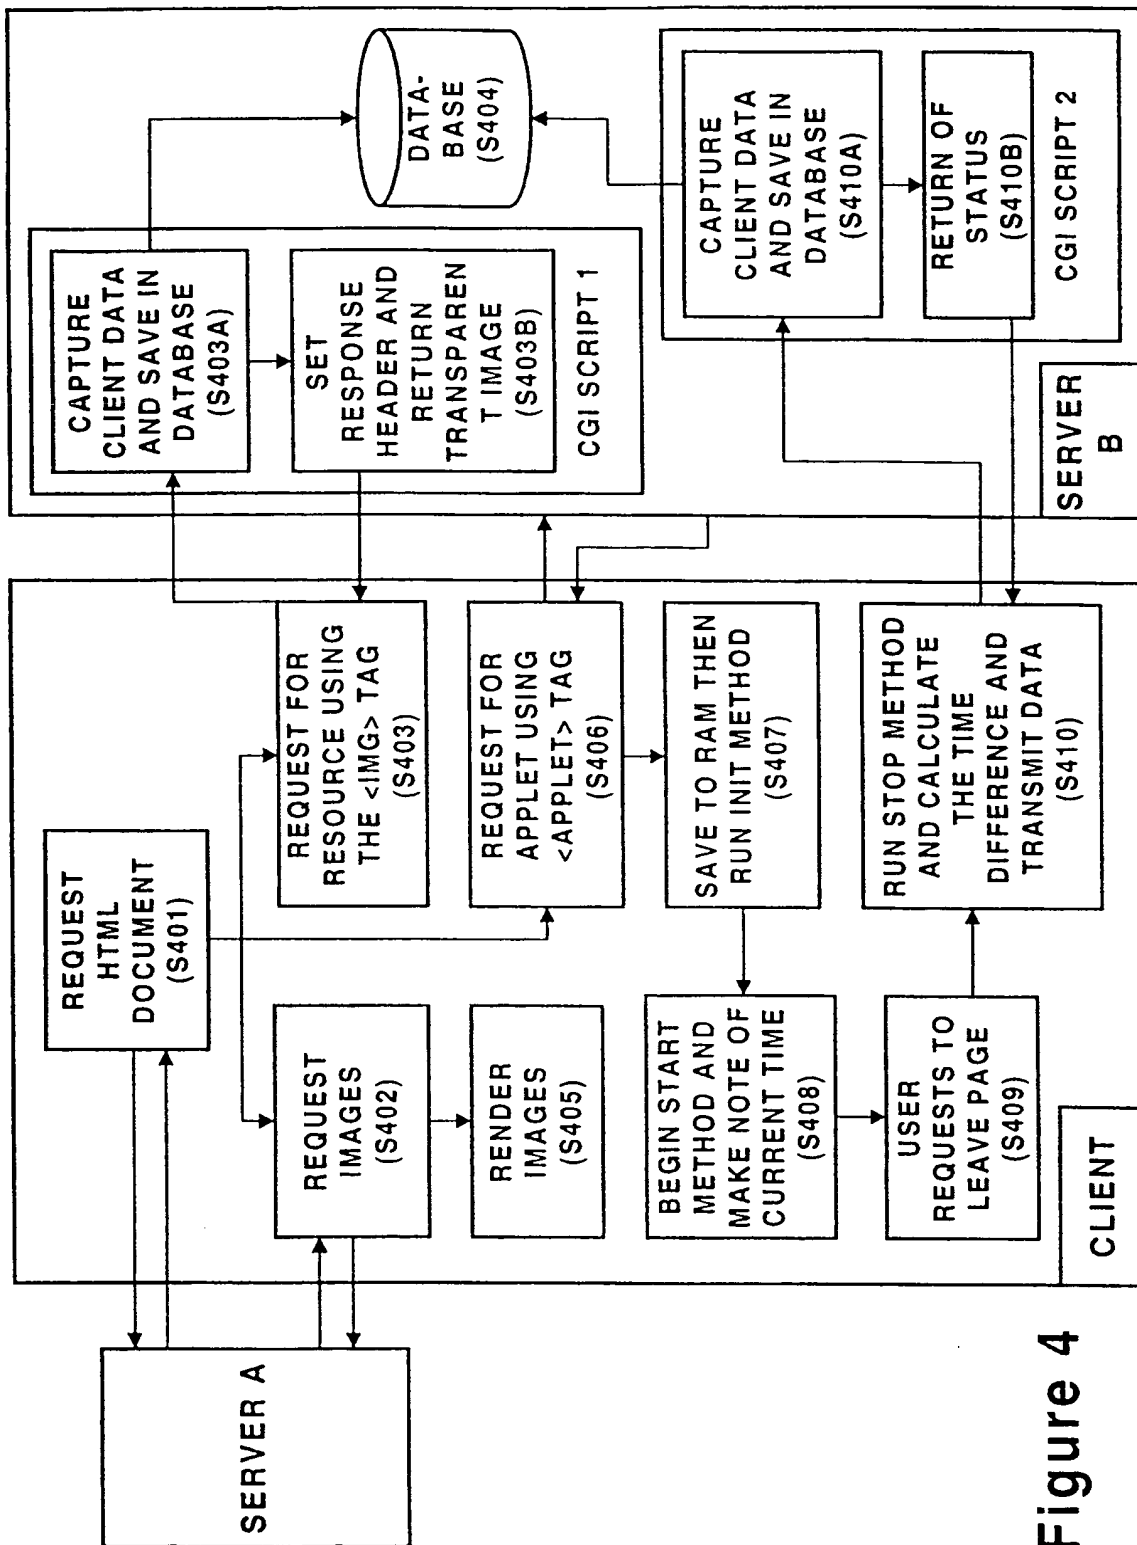 SERVER A
REQUEST
HTML
DOCUMENT
(S401)
REQUEST
IMAGES
(S402)
RENDER
IMAGES
(S405)
REQUEST FOR
RESOURCE USING
THE <IMG> TAG
(S403)
REQUEST FOR
APPLET USING
<APPLET> TAG
(S406)
SAVE TO RAM THEN
RUN INIT METHOD
(S407)
BEGIN START
METHOD AND
MAKE NOTE OF
CURRENT TIME
(S408)
USER
REQUESTS TO
LEAVE PAGE
(S409)
RUN STOP METHOD
AND CALCULATE
THE TIME
DIFFERENCE AND
TRANSMIT DATA
(S410)
CLIENT
CAPTURE
CLIENT DATA
AND SAVE IN
DATABASE
(S403A)
SET
RESPONSE
HEADER AND
RETURN
TRANSPAREN
T IMAGE
(S403B)
CGI SCRIPT 1
DATA-
BASE
(S404)
CAPTURE
CLIENT DATA
AND SAVE IN
DATABASE
(S410A)
RETURN OF
STATUS
(S410B)
CGI SCRIPT 2
SERVER
B
Figure 4